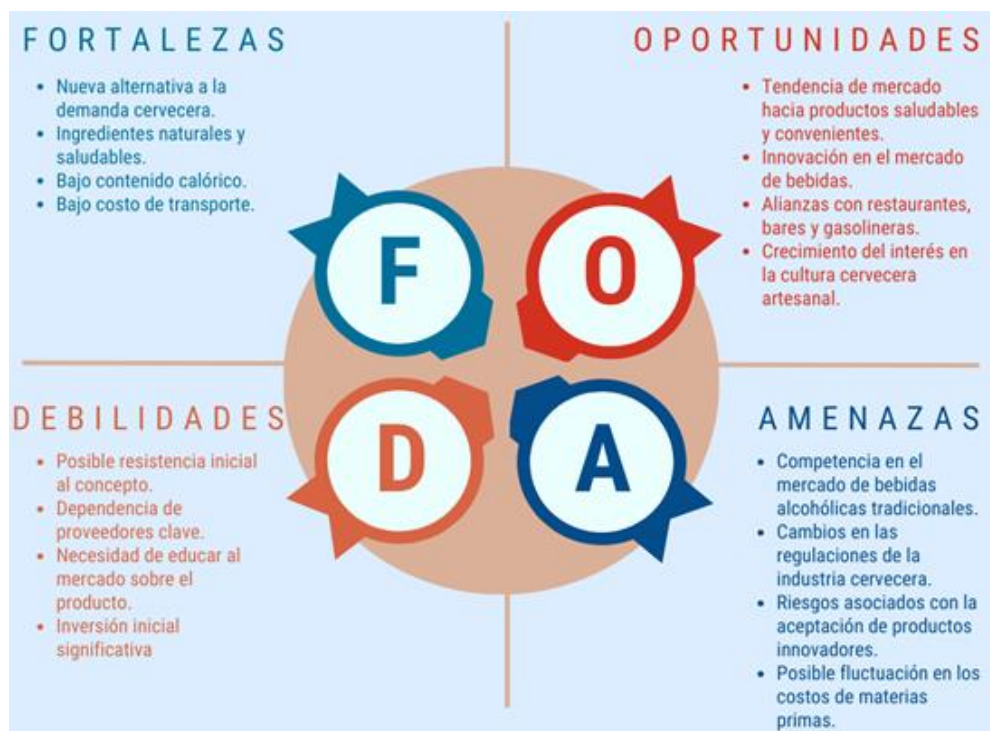 FORTALEZAS
• Nueva alternativa a la
demanda cervecera.
• Ingredientes naturales y
saludables.
• Bajo contenido calórico.
• Bajo costo de transporte.
OPORTUNIDADES
• Tendencia de mercado
hacia productos saludables
y convenientes.
• Innovación en el mercado
de bebidas.
• Alianzas con restaurantes,
bares y gasolineras.
• Crecimiento del interés en
la cultura cervecera
artesanal.
F
O
D
A
DEBILIDADES
• Posible resistencia inicial
al concepto.
• Dependencia de
proveedores clave.
• Necesidad de educar al
mercado sobre el
producto.
• Inversión inicial
significativa
AMENAZAS
• Competencia en el
mercado de bebidas
alcohólicas tradicionales.
• Cambios en las
regulaciones de la
industria cervecera.
• Riesgos asociados con la
aceptación de productos
innovadores.
• Posible fluctuación en los
costos de materias
primas.